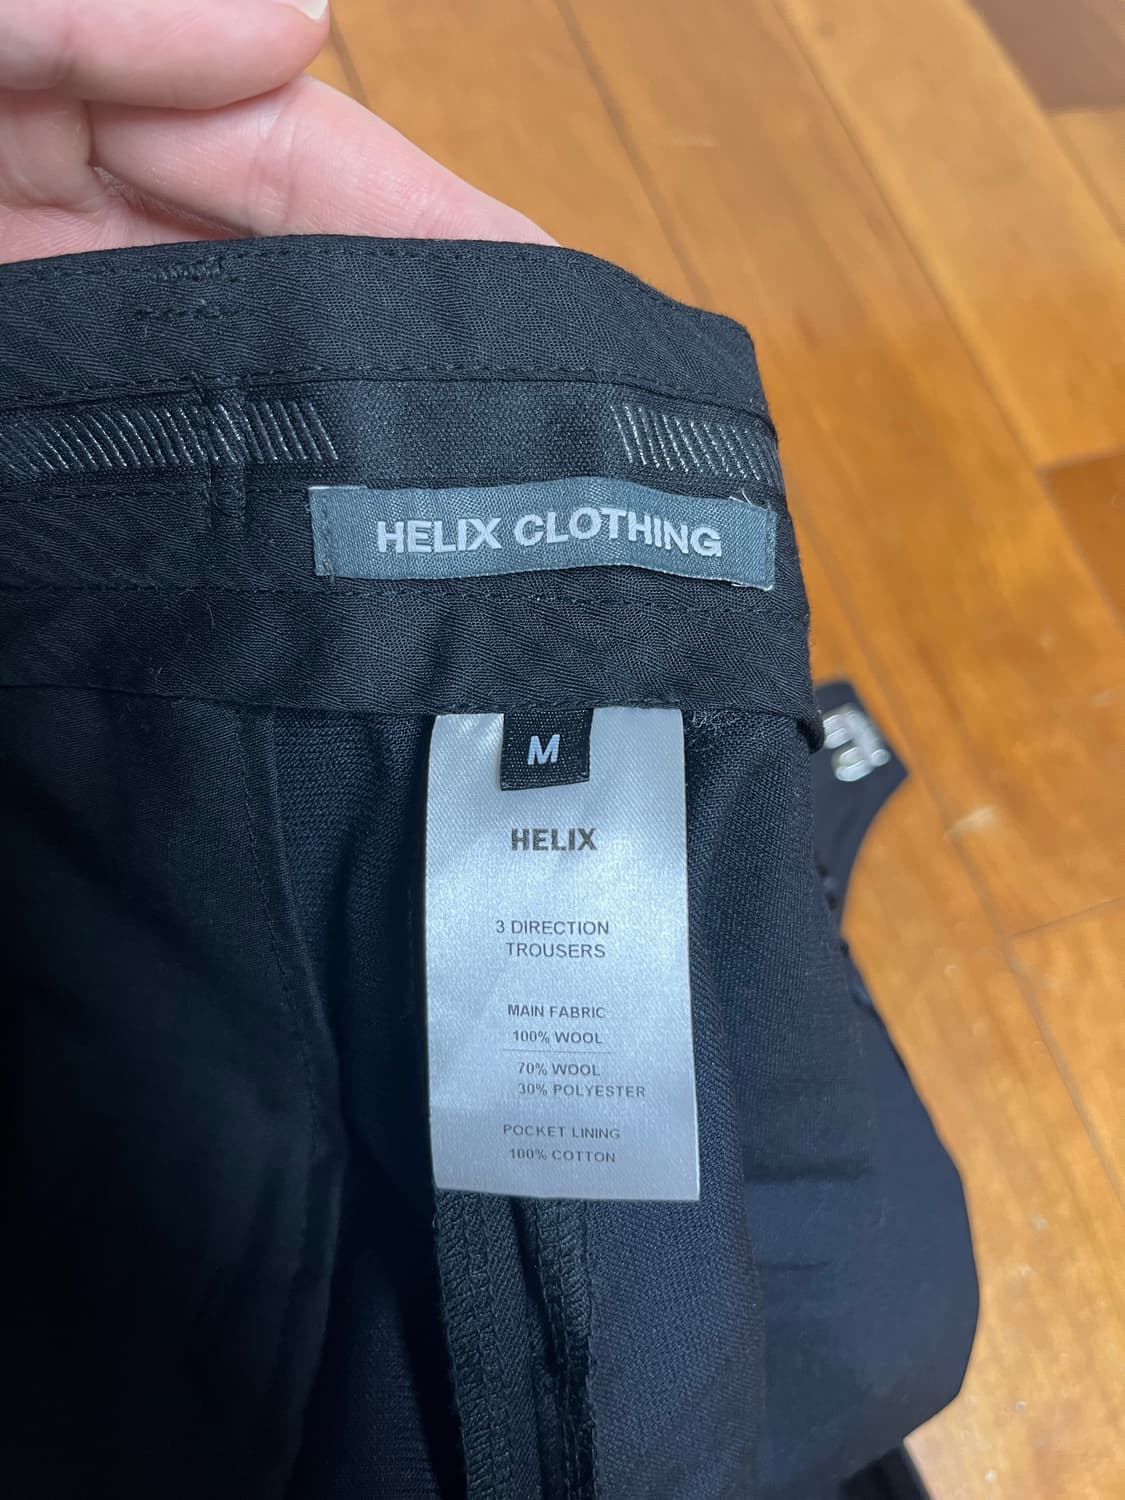 HELIX CLOTHING
M
HELIX
3 DIRECTION
TROUSERS
MAIN FABRIC
100% WOOL
70% WOOL
30% POLYESTER
POCKET LINING
100% COTTON